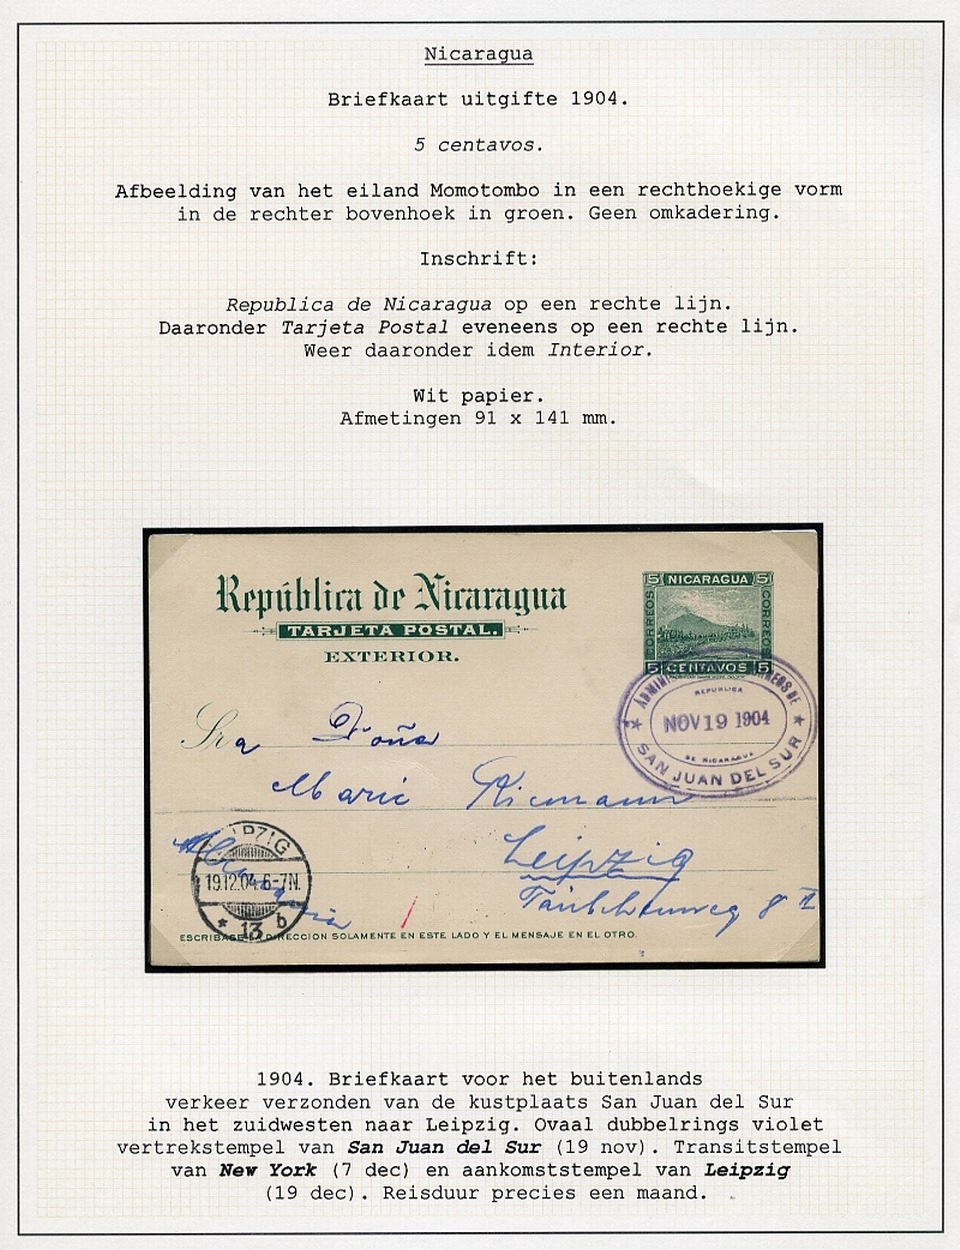 Nicaragua
Briefkaart uitgifte 1904.
5 centavos.
Afbeelding van het eiland Momotombo in een rechthoekige vorm
in de rechter bovenhoek in groen. Geen omkadering.
Inschrift:
Republica de Nicaragua op een rechte lijn.
Daaronder Tarjeta Postal eveneens op een rechte lijn.
Weer daaronder idem Interior.
Wit papier.
Afmetingen 91 x 141 mm.
República de Nicaragua
TARJETA POSTAL.
EXTERIOR.
5 NICARAGUA 5
CORREOS
CORREOS
5 CENTAVOS 5
CORREOS DE
REPUBLICA
NOV 19 1904
DE NICARAGUA
SAN JUAN DEL SUR
Sra Doña
Marie Riemann
Leipzig
8 II
Alemania
LEIPZIG
19.12.04.6-7N.
* 13 b
ESCRIBASE LA DIRECCION SOLAMENTE EN ESTE LADO Y EL MENSAJE EN EL OTRO.
1904. Briefkaart voor het buitenlands
verkeer verzonden van de kustplaats San Juan del Sur
in het zuidwesten naar Leipzig. Ovaal dubbelrings violet
vertrekstempel van San Juan del Sur (19 nov). Transitstempel
van New York (7 dec) en aankomststempel van Leipzig
(19 dec). Reisduur precies een maand.